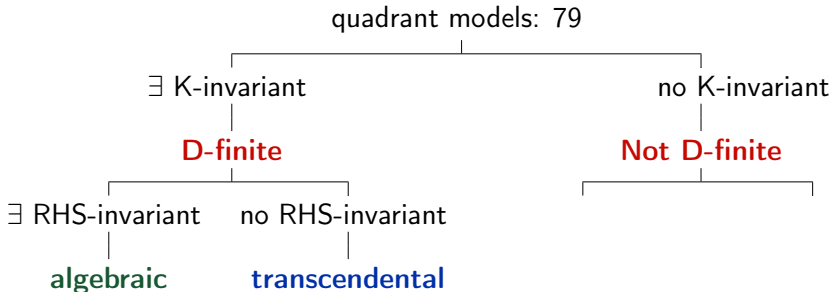 quadrant models: 79
∃ K-invariant no K-invariant
D-finite Not D-finite
∃ RHS-invariant no RHS-invariant
algebraic transcendental